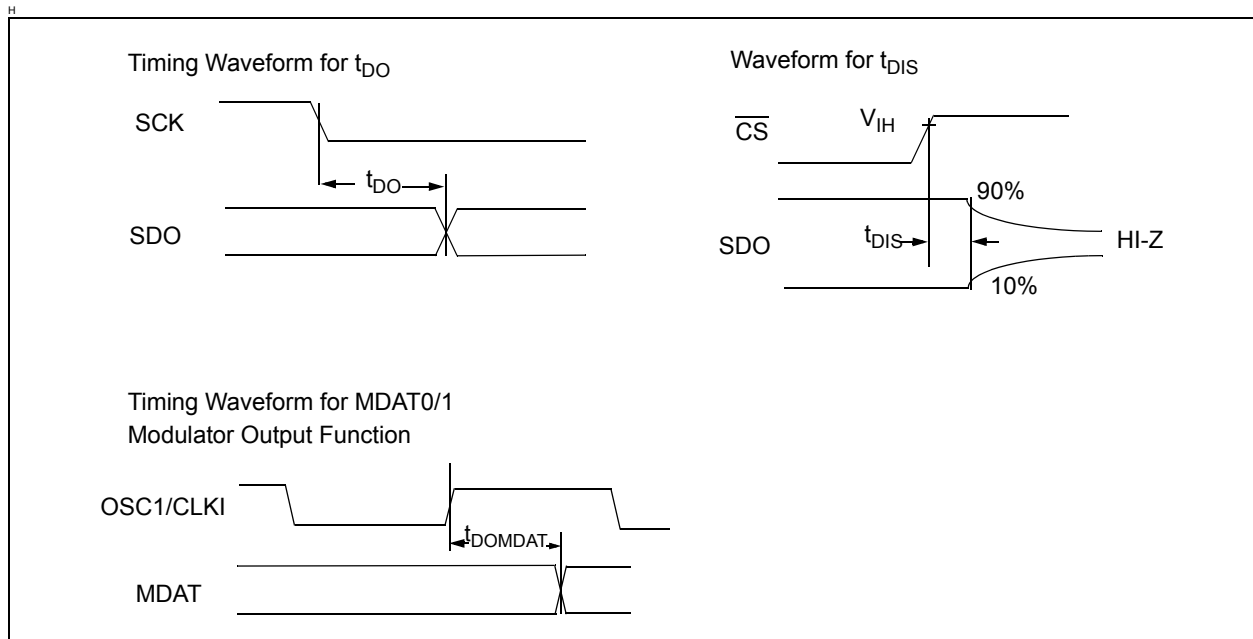 H
Timing Waveform for tDO
SCK
tDO
SDO
Waveform for tDIS
CS
VIH
90%
SDO
tDIS
HI-Z
10%
Timing Waveform for MDAT0/1
Modulator Output Function
OSC1/CLKI
tDOMDAT
MDAT